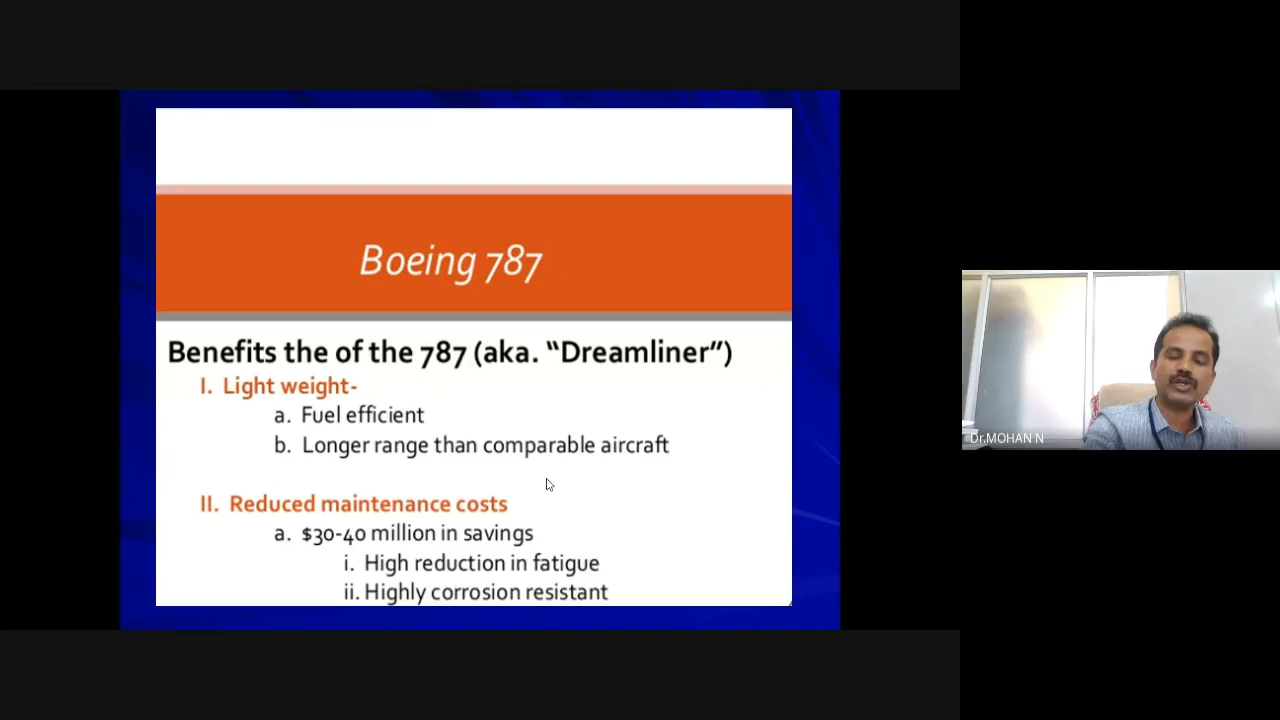 Boeing 787
Benefits the of the 787 (aka. “Dreamliner”)
I. Light weight-
a. Fuel efficient
b. Longer range than comparable aircraft
II. Reduced maintenance costs
a. $30-40 million in savings
i. High reduction in fatigue
ii. Highly corrosion resistant
Dr.MOHAN N